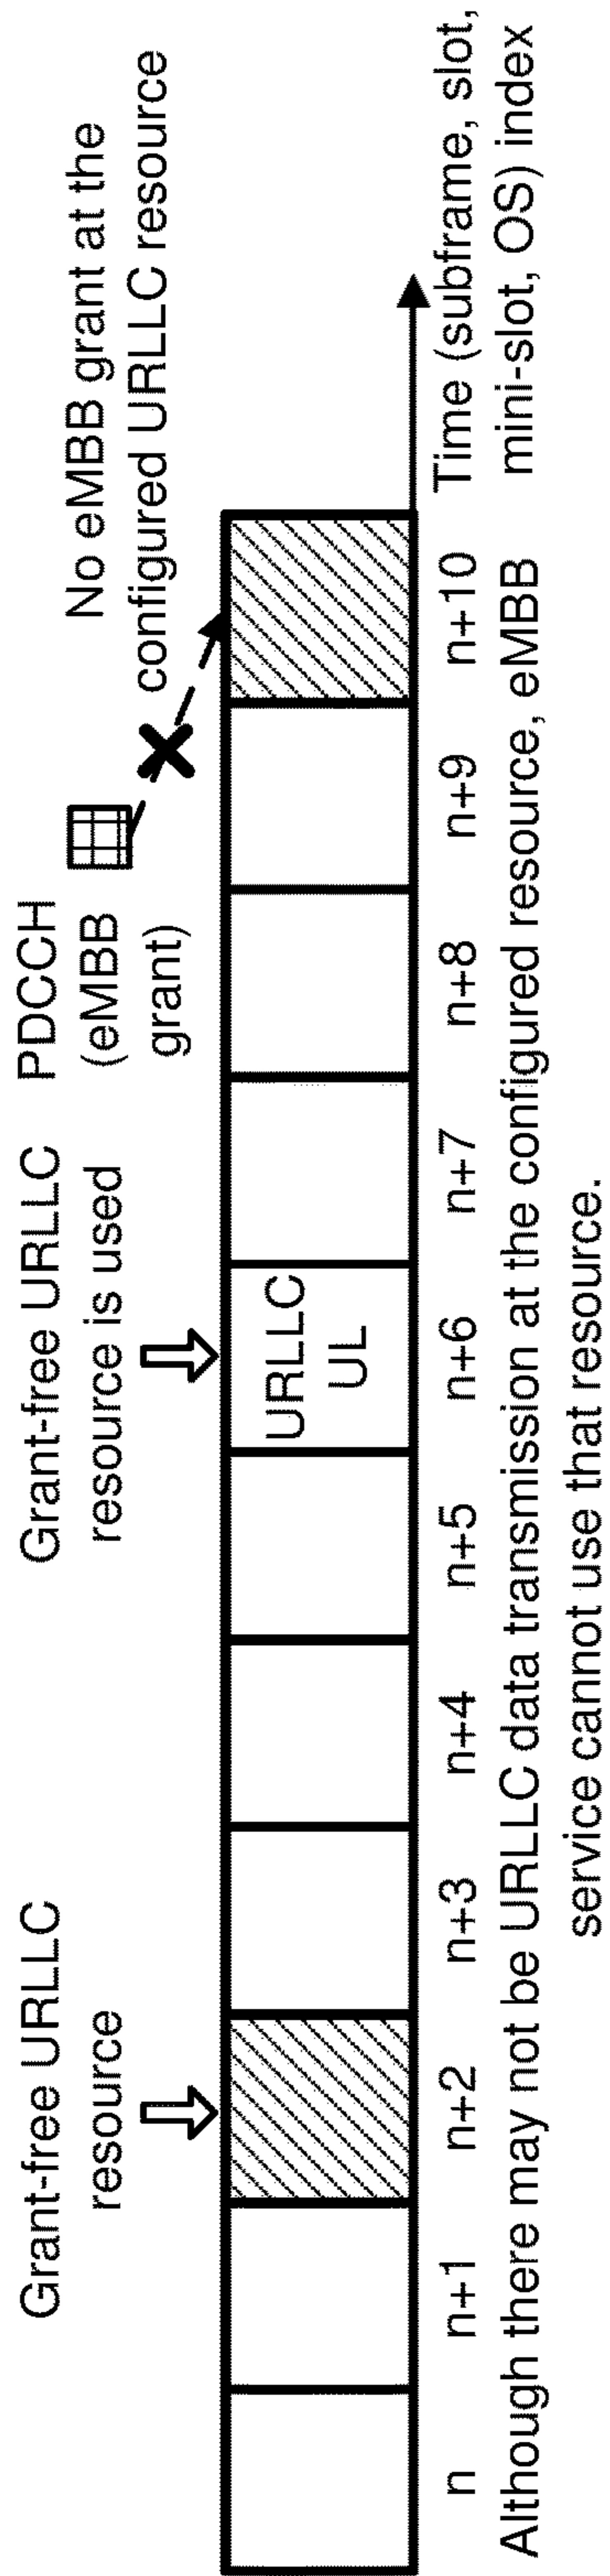 Grant-free URLLC
resource
Grant-free URLLC
resource is used
PDCCH
(eMBB
grant)
No eMBB grant at the
configured URLLC resource
URLLC
UL
n n+1 n+2 n+3 n+4 n+5 n+6 n+7 n+8 n+9 n+10
Time (subframe, slot,
mini-slot, OS) index
Although there may not be URLLC data transmission at the configured resource, eMBB
service cannot use that resource.